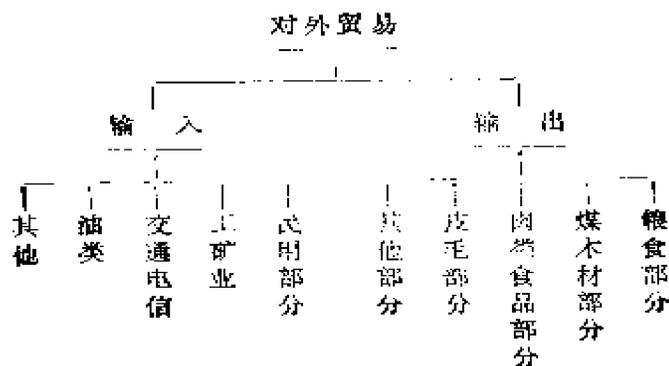 对外贸易
输入
输出
其他
油类
交通电信
工矿业
民用部分
其他部分
皮毛部分
肉类食品部分
煤木材部分
粮食部分